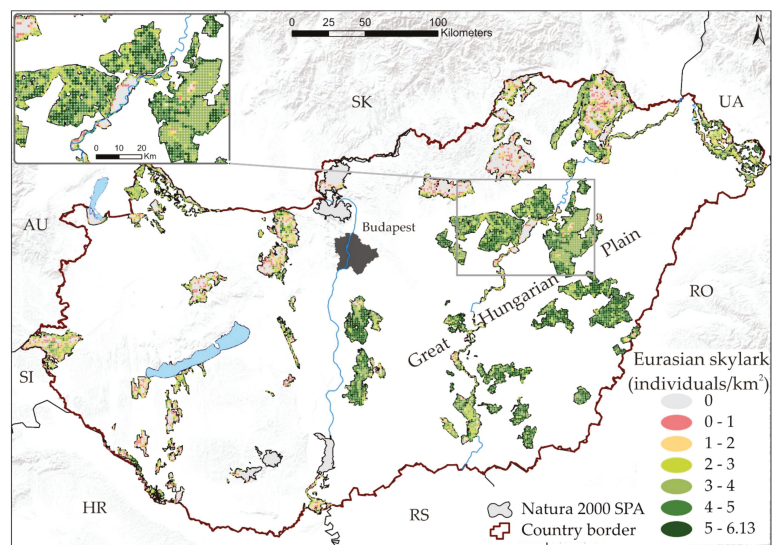 0 25 50 100
Kilometers
N
SK
UA
0 10 20
Km
AU
Budapest
Great Hungarian Plain
RO
SI
Eurasian skylark
(individuals/km²)
0
0 - 1
1 - 2
2 - 3
3 - 4
4 - 5
5 - 6.13
HR
RS
Natura 2000 SPA
Country border